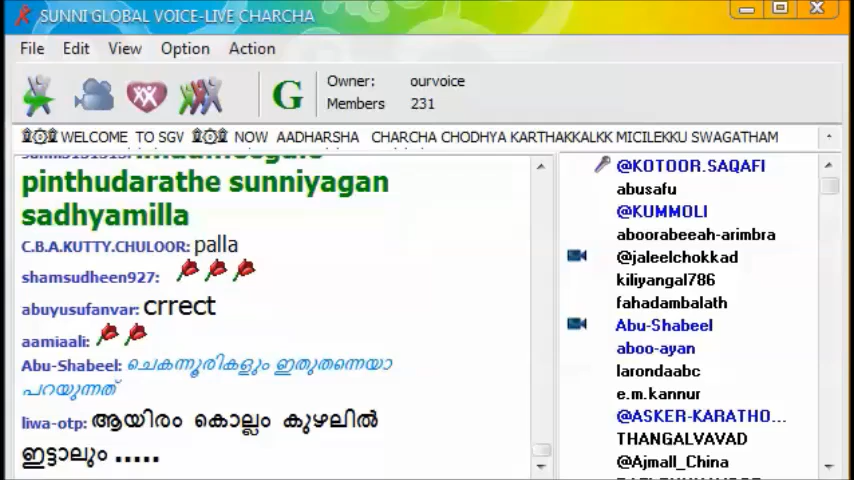 SUNNI GLOBAL VOICE-LIVE CHARCHA
File Edit View Option Action
G Owner: ourvoice
Members 231
WELCOME TO SGV NOW AADHARSHA CHARCHA CHODHYA KARTHAKKALKK MICILEKKU SWAGATHAM
pinthudarathe sunniyagan
sadhyamilla
C.B.A.KUTTY.CHULOOR: palla
shamsudheen927:
abuyusufanvar: crrect
aamiaali:
Abu-Shabeel: ചെകന്നൂരികളും ഇതുതന്നെയാ
പറയുന്നത്
liwa-otp: ആയിരം കൊല്ലം കുഴലിൽ
ഇട്ടാലും .....
@KOTOOR.SAQAFI
abusafu
@KUMMOLI
aboorabeeah-arimbra
@jaleelchokkad
kiliyangal786
fahadambalath
Abu-Shabeel
aboo-ayan
larondaabc
e.m.kannur
@ASKER-KARATHO...
THANGALVAVAD
@Ajmall_China